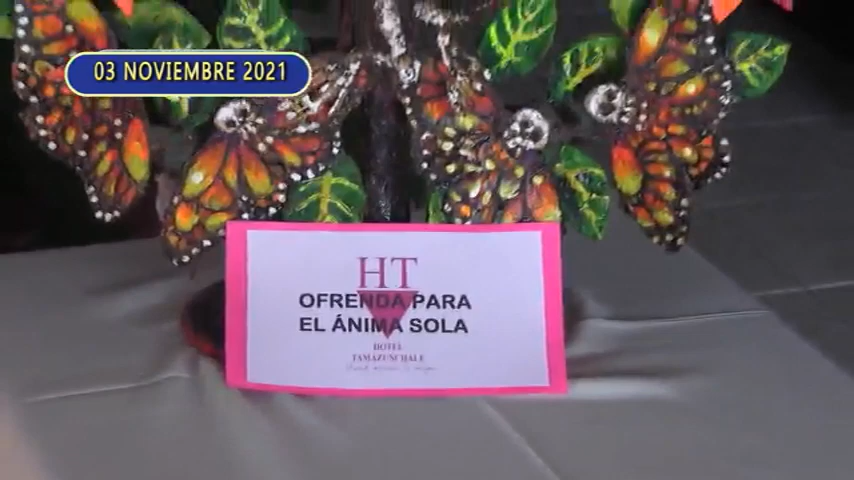 03 NOVIEMBRE 2021
HT
OFRENDA PARA
EL ÁNIMA SOLA
HOTEL
TAMAZUNCHALE